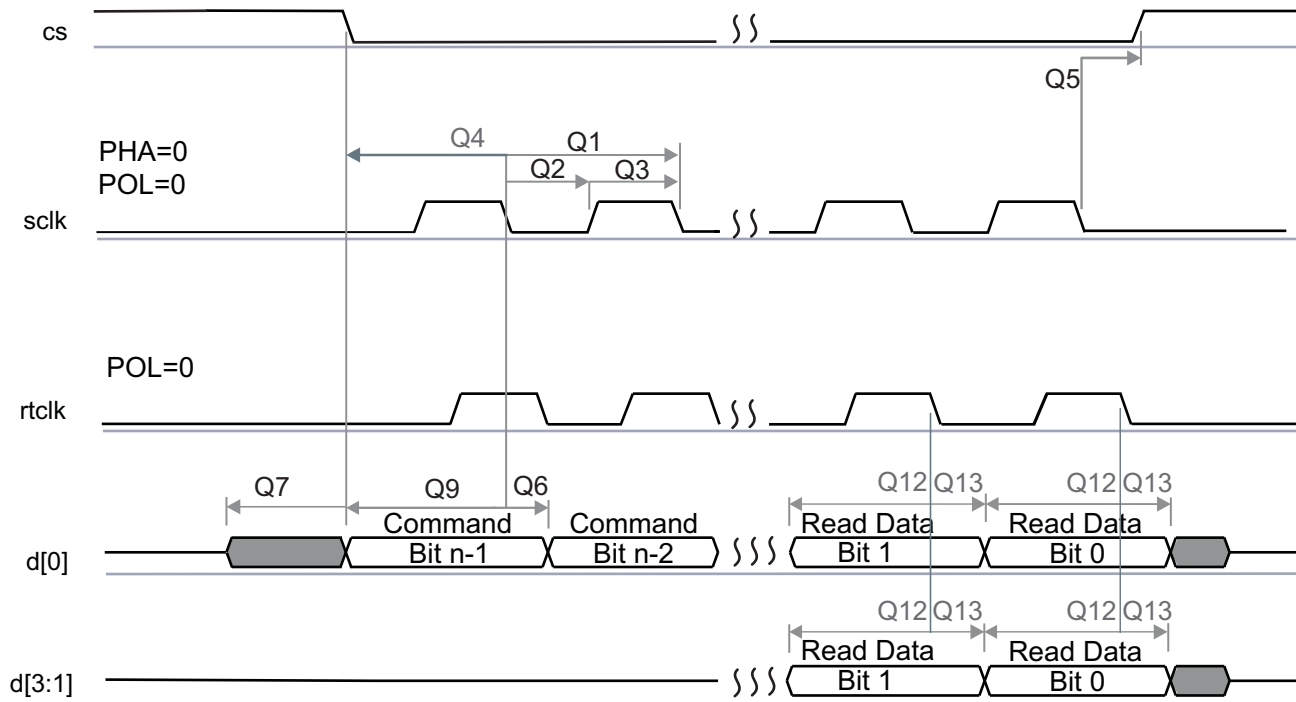 cs
Q5
PHA=0
POL=0
Q4
Q1
Q2
Q3
sclk
POL=0
rtclk
Q7
Q9
Q6
Q12
Q13
Q12
Q13
Command
Command
Read Data
Read Data
d[0]
Bit n-1
Bit n-2
Bit 1
Bit 0
Q12
Q13
Q12
Q13
Read Data
Read Data
d[3:1]
Bit 1
Bit 0